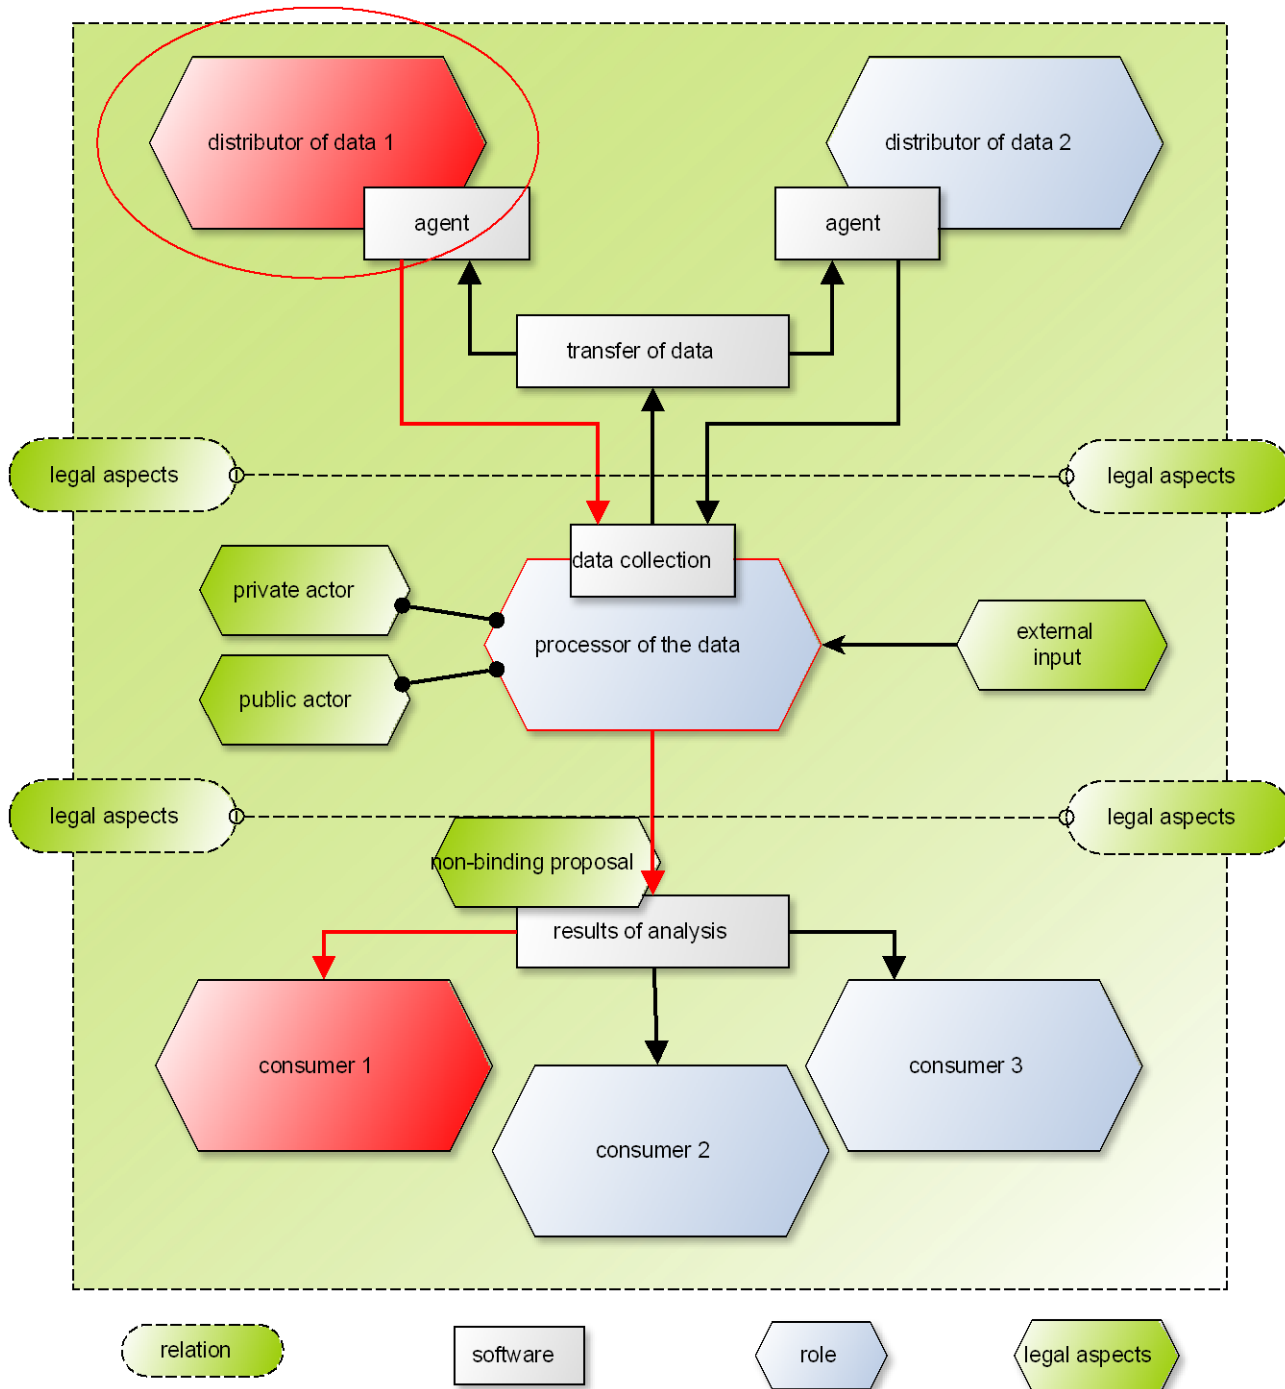 distributor of data 1
distributor of data 2
agent
agent
transfer of data
legal aspects
legal aspects
data collection
private actor
processor of the data
external
input
public actor
legal aspects
legal aspects
non-binding proposal
results of analysis
consumer 1
consumer 3
consumer 2
relation
software
role
legal aspects